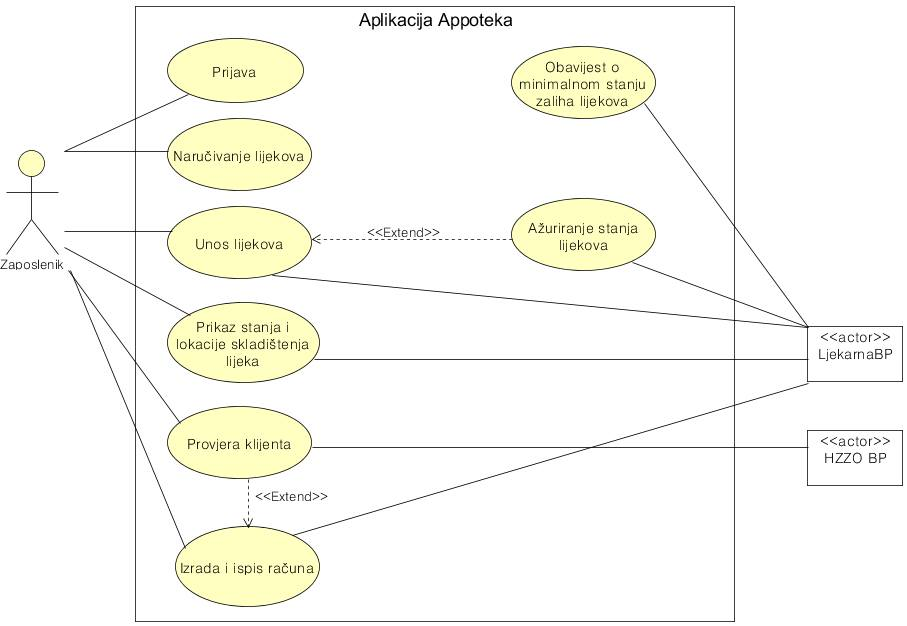 Aplikacija Appoteka
Prijava
Obavijest o
minimalnom stanju
zaliha lijekova
Naručivanje lijekova
Zaposlenik
Unos lijekova
<<Extend>>
Ažuriranje stanja
lijekova
Prikaz stanja i
lokacije skladištenja
lijeka
<<actor>>
LjekarnaBP
Provjera klijenta
<<actor>>
HZZO BP
<<Extend>>
Izrada i ispis računa